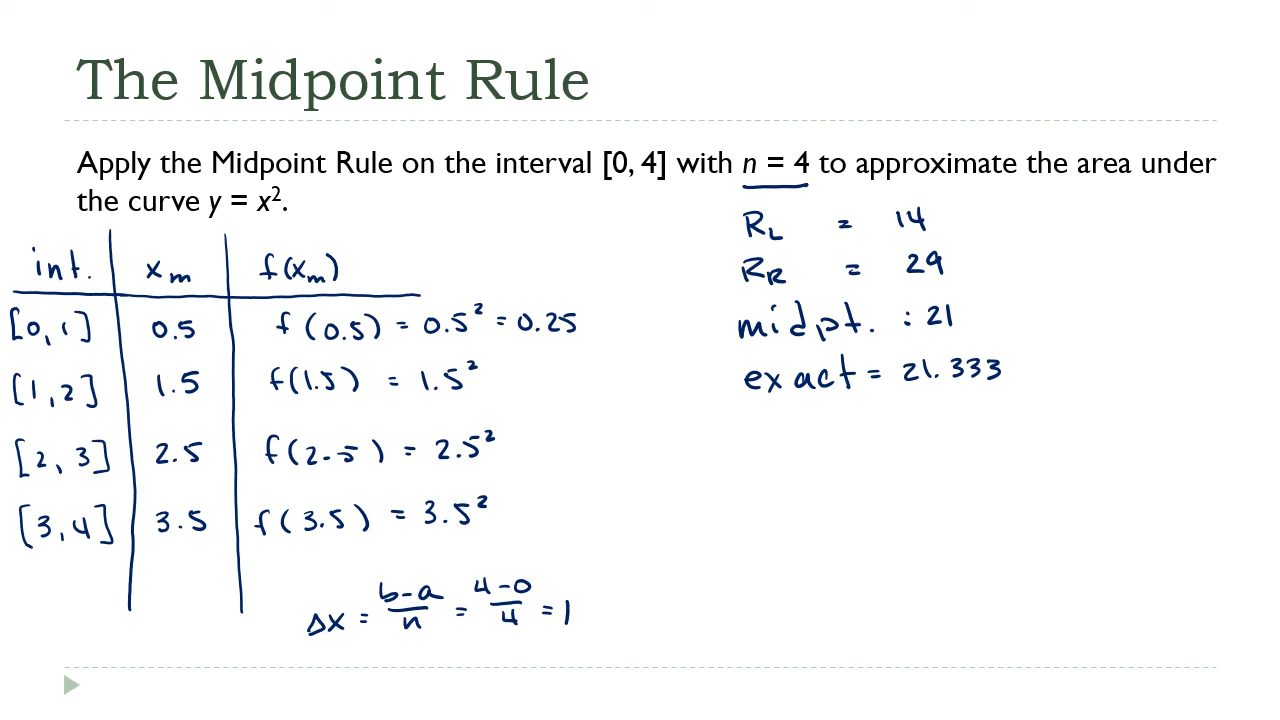 The Midpoint Rule
Apply the Midpoint Rule on the interval [0, 4] with n = 4 to approximate the area under
the curve y = x².
int. xₘ f(xₘ)
[0,1] 0.5 f(0.5) = 0.5² = 0.25
[1,2] 1.5 f(1.5) = 1.5²
[2,3] 2.5 f(2.5) = 2.5²
[3,4] 3.5 f(3.5) = 3.5²
Δx = b-a/n = 4-0/4 = 1
R_L = 14
R_R = 29
midpt. : 21
exact = 21.333